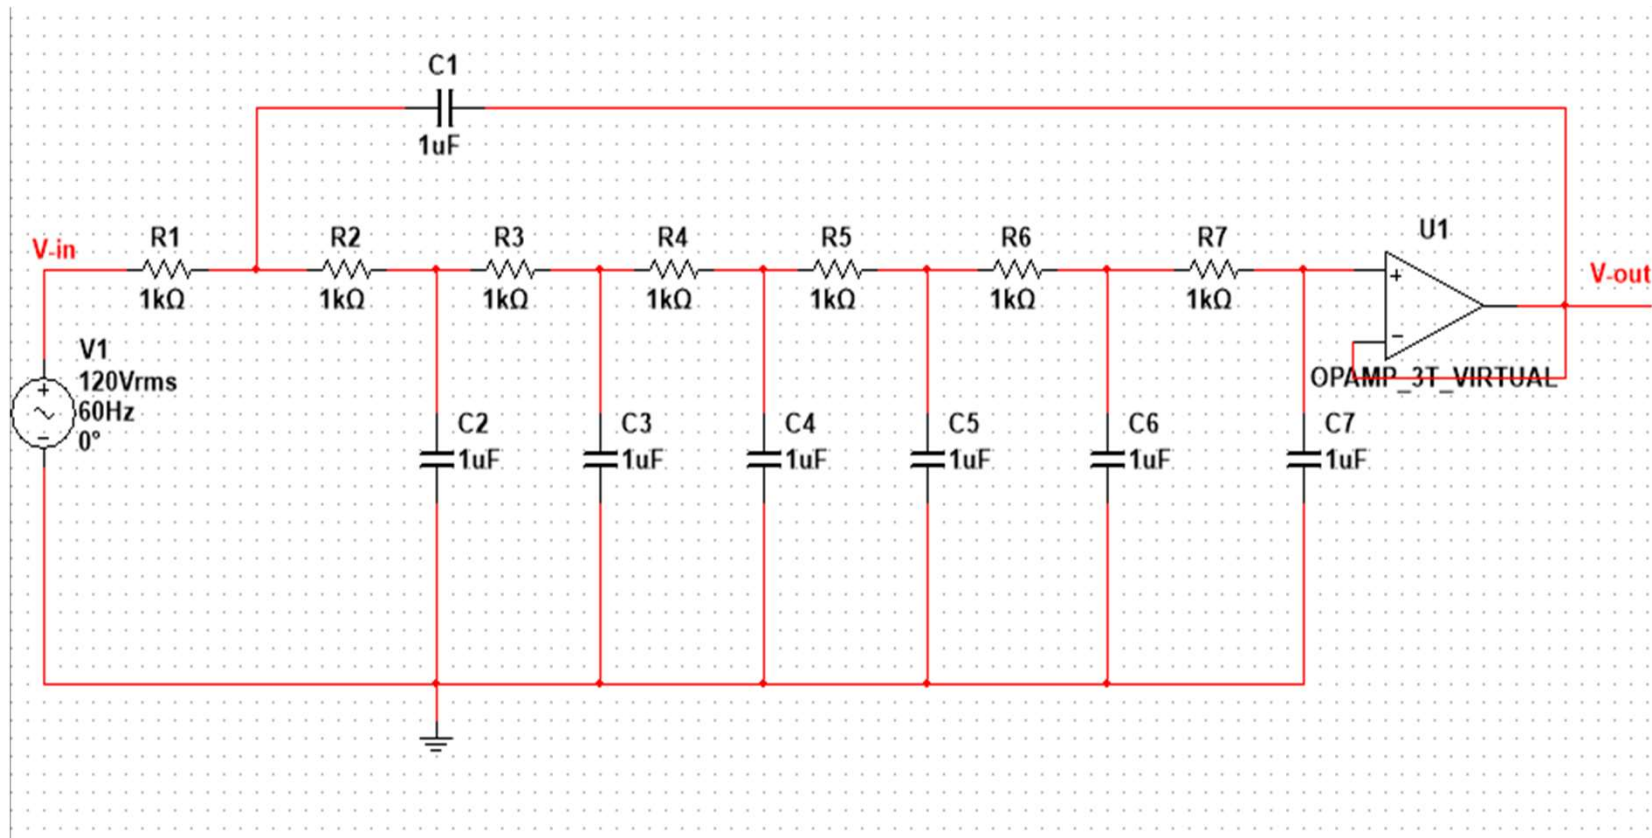 C1
1uF
V-in
R1
1kΩ
R2
1kΩ
R3
1kΩ
R4
1kΩ
R5
1kΩ
R6
1kΩ
R7
1kΩ
U1
+
−
OPAMP_3T_VIRTUAL
V-out
V1
120Vrms
60Hz
0°
+
−
C2
1uF
C3
1uF
C4
1uF
C5
1uF
C6
1uF
C7
1uF